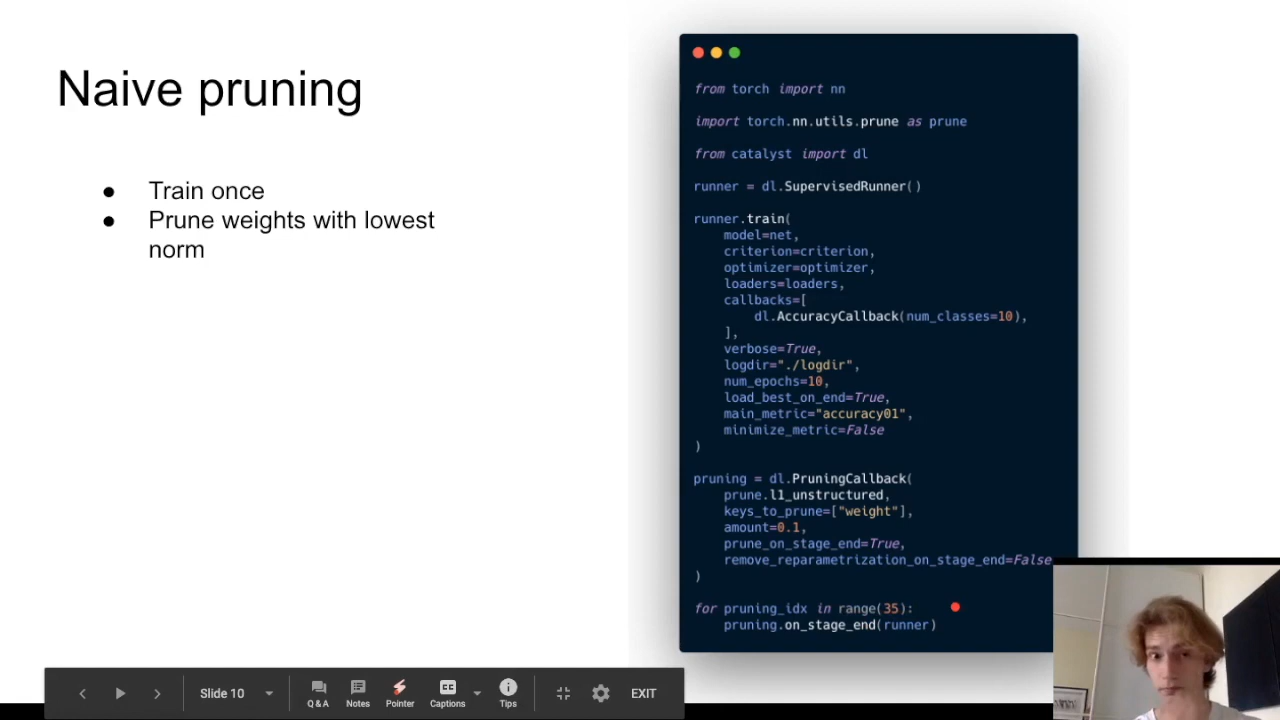 Naive pruning
● Train once
● Prune weights with lowest
norm
from torch import nn
import torch.nn.utils.prune as prune
from catalyst import dl
runner = dl.SupervisedRunner()
runner.train(
model=net,
criterion=criterion,
optimizer=optimizer,
loaders=loaders,
callbacks=[
dl.AccuracyCallback(num_classes=10),
],
verbose=True,
logdir="./logdir",
num_epochs=10,
load_best_on_end=True,
main_metric="accuracy01",
minimize_metric=False
)
pruning = dl.PruningCallback(
prune.l1_unstructured,
keys_to_prune=["weight"],
amount=0.1,
prune_on_stage_end=True,
remove_reparametrization_on_stage_end=False
)
for pruning_idx in range(35):
pruning.on_stage_end(runner)
Slide 10
Q & A
Notes
Pointer
CC
Captions
Tips
EXIT